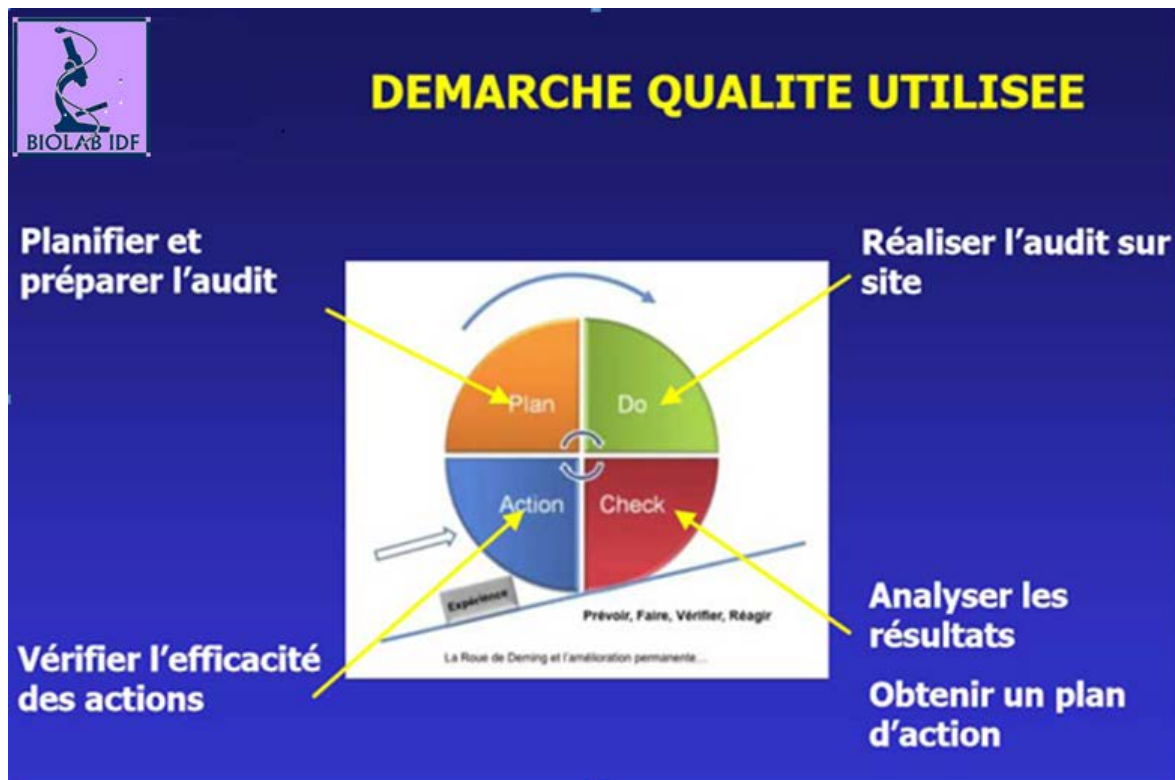 BIOLAB IDF
DEMARCHE QUALITE UTILISEE
Planifier et
préparer l'audit
Réaliser l'audit sur
site
Plan
Do
Action
Check
Expérience
Prévoir, Faire, Vérifier, Réagir
La Roue de Deming et l'amélioration permanente...
Vérifier l'efficacité
des actions
Analyser les
résultats
Obtenir un plan
d'action